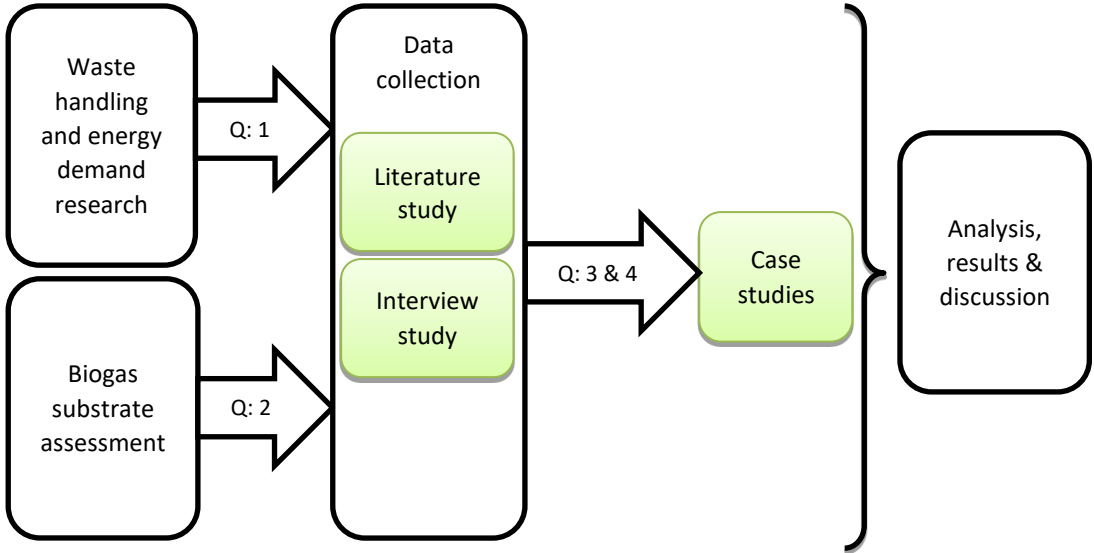 Waste
handling
and energy
demand
research
Q: 1
Biogas
substrate
assessment
Q: 2
Data
collection
Literature
study
Interview
study
Q: 3 & 4
Case
studies
Analysis,
results &
discussion